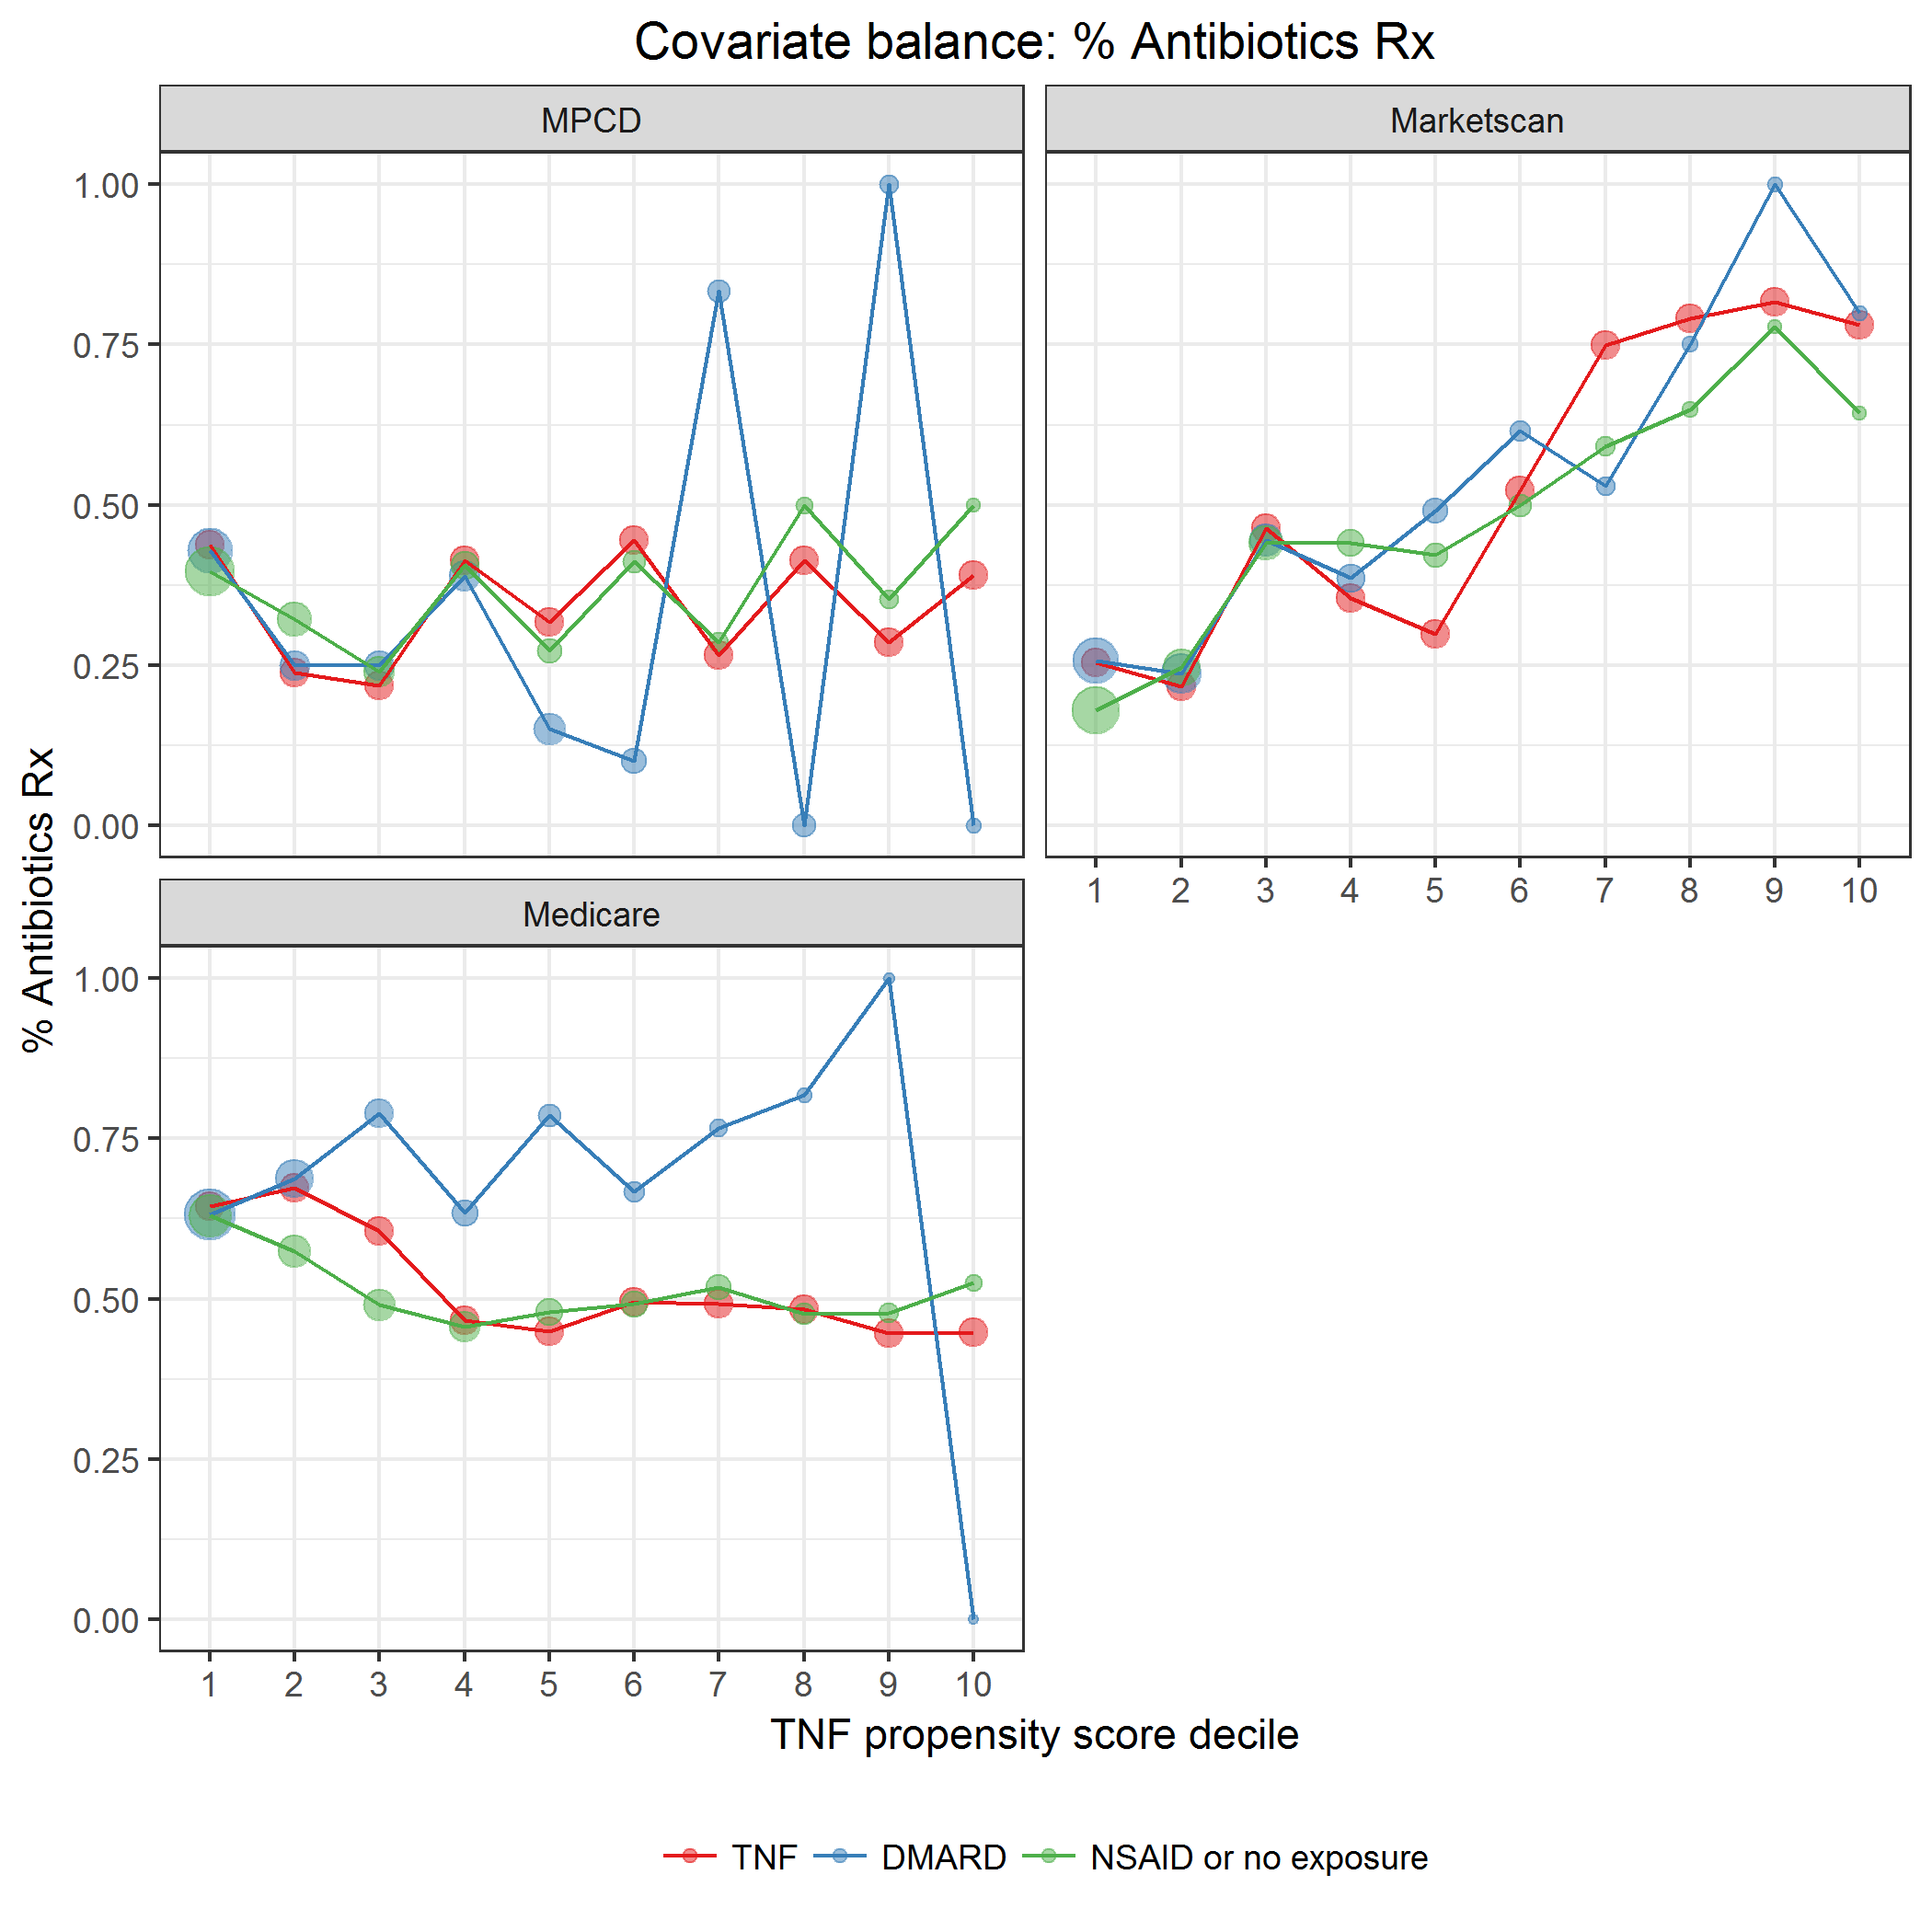 Covariate balance: % Antibiotics Rx
MPCD
Marketscan
1.00
0.75
0.50
0.25
0.00
1 2 3 4 5 6 7 8 9 10
Medicare
1.00
0.75
0.50
0.25
0.00
1 2 3 4 5 6 7 8 9 10
% Antibiotics Rx
TNF propensity score decile
TNF DMARD NSAID or no exposure